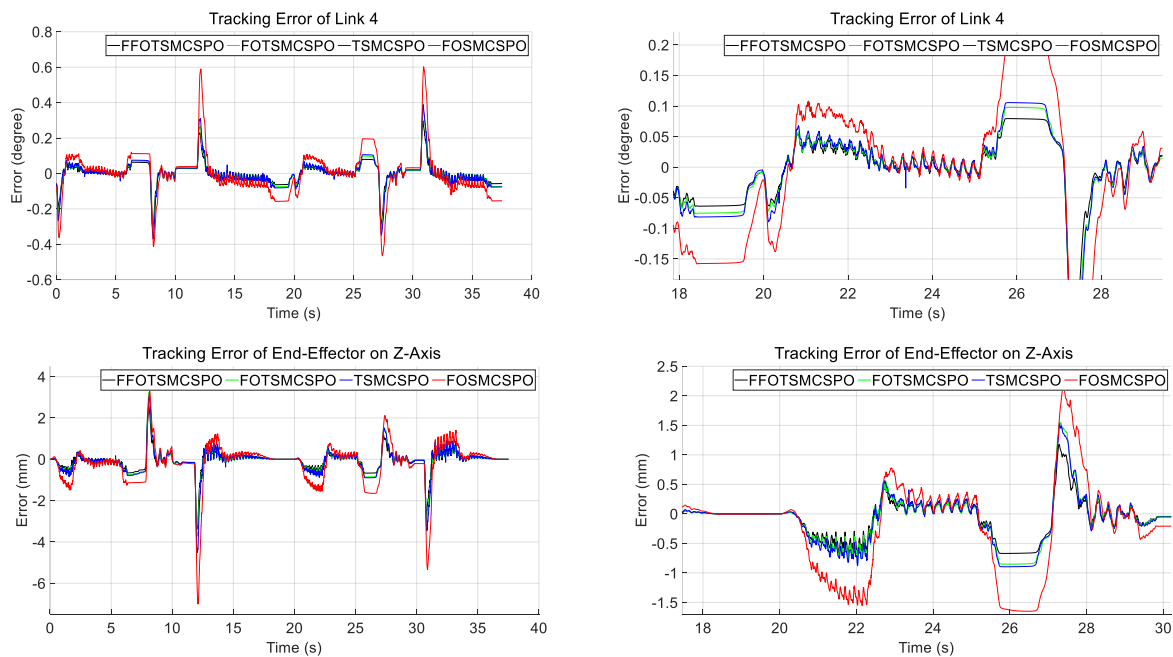 Tracking Error of Link 4
FFOTSMCSPO FOTSMCSPO TSMCSPO FOSMCSPO
0.8
0.6
0.4
0.2
0
-0.2
-0.4
-0.6
Error (degree)
0 5 10 15 20 25 30 35 40
Time (s)
Tracking Error of Link 4
FFOTSMCSPO FOTSMCSPO TSMCSPO FOSMCSPO
0.2
0.15
0.1
0.05
0
-0.05
-0.1
-0.15
Error (degree)
18 20 22 24 26 28
Time (s)
Tracking Error of End-Effector on Z-Axis
FFOTSMCSPO FOTSMCSPO TSMCSPO FOSMCSPO
4
2
0
-2
-4
-6
Error (mm)
0 5 10 15 20 25 30 35 40
Time (s)
Tracking Error of End-Effector on Z-Axis
FFOTSMCSPO FOTSMCSPO TSMCSPO FOSMCSPO
2.5
2
1.5
1
0.5
0
-0.5
-1
-1.5
Error (mm)
18 20 22 24 26 28 30
Time (s)